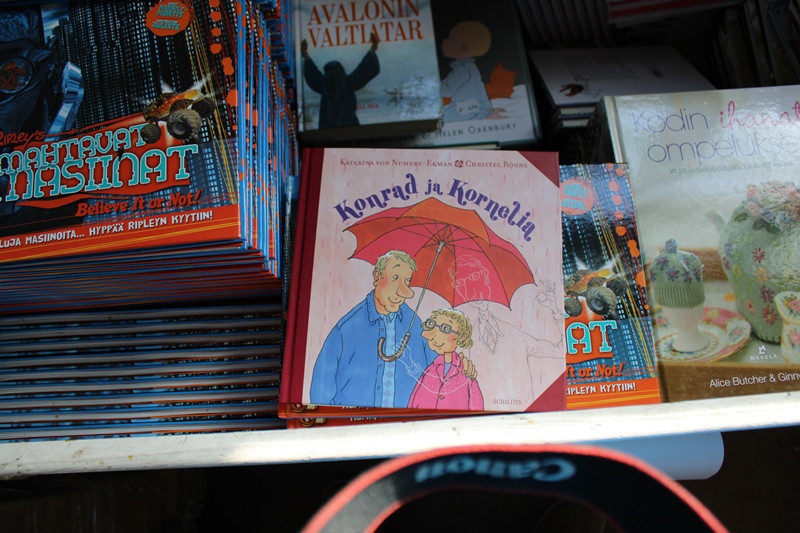 RIPLEY'S
MAHTAVAT
MASIINAT
Believe It or Not!
LUJA MASIINOITA... HYPPÄÄ RIPLEYN KYYTIIN!
AVALONIN
VALTIATAR
& HELEN OXENBURY
KATARINA VON NUMERS-EKMAN & CHRISTEL RÖNNS
Konrad ja Kornelia
SCHILDTS
AT
It or Not!
RIPLEYN KYYTIIN!
Kodin ihanat
ompeluk
MÄKELÄ
Alice Butcher & Ginny
Canon